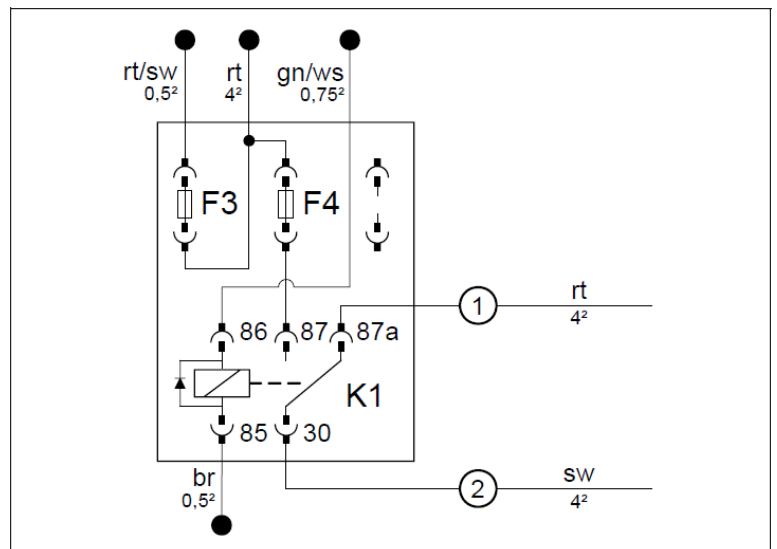 rt/sw
0,5²
rt
4²
gn/ws
0,75²
F3
F4
86
87
87a
1
rt
4²
K1
85
30
br
0,5²
2
sw
4²